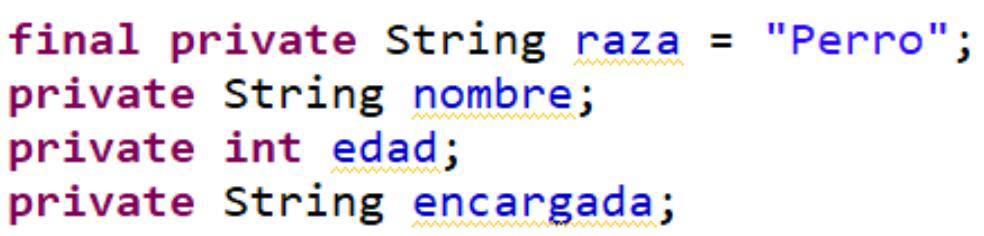 final private String raza = "Perro";
private String nombre;
private int edad;
private String encargada;